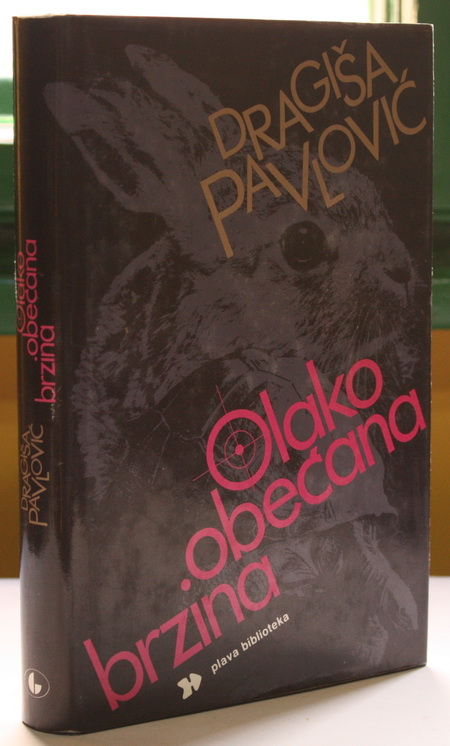 DRAGIŠA
PAVLOVIĆ
Olako
obećana
brzina
plava biblioteka
Olako
obećana
brzina
DRAGIŠA
PAVLOVIĆ